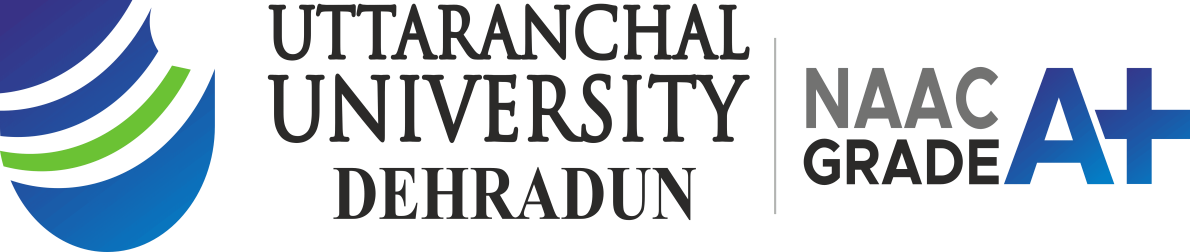 UTTARANCHAL
UNIVERSITY
DEHRADUN
NAAC
GRADE A+